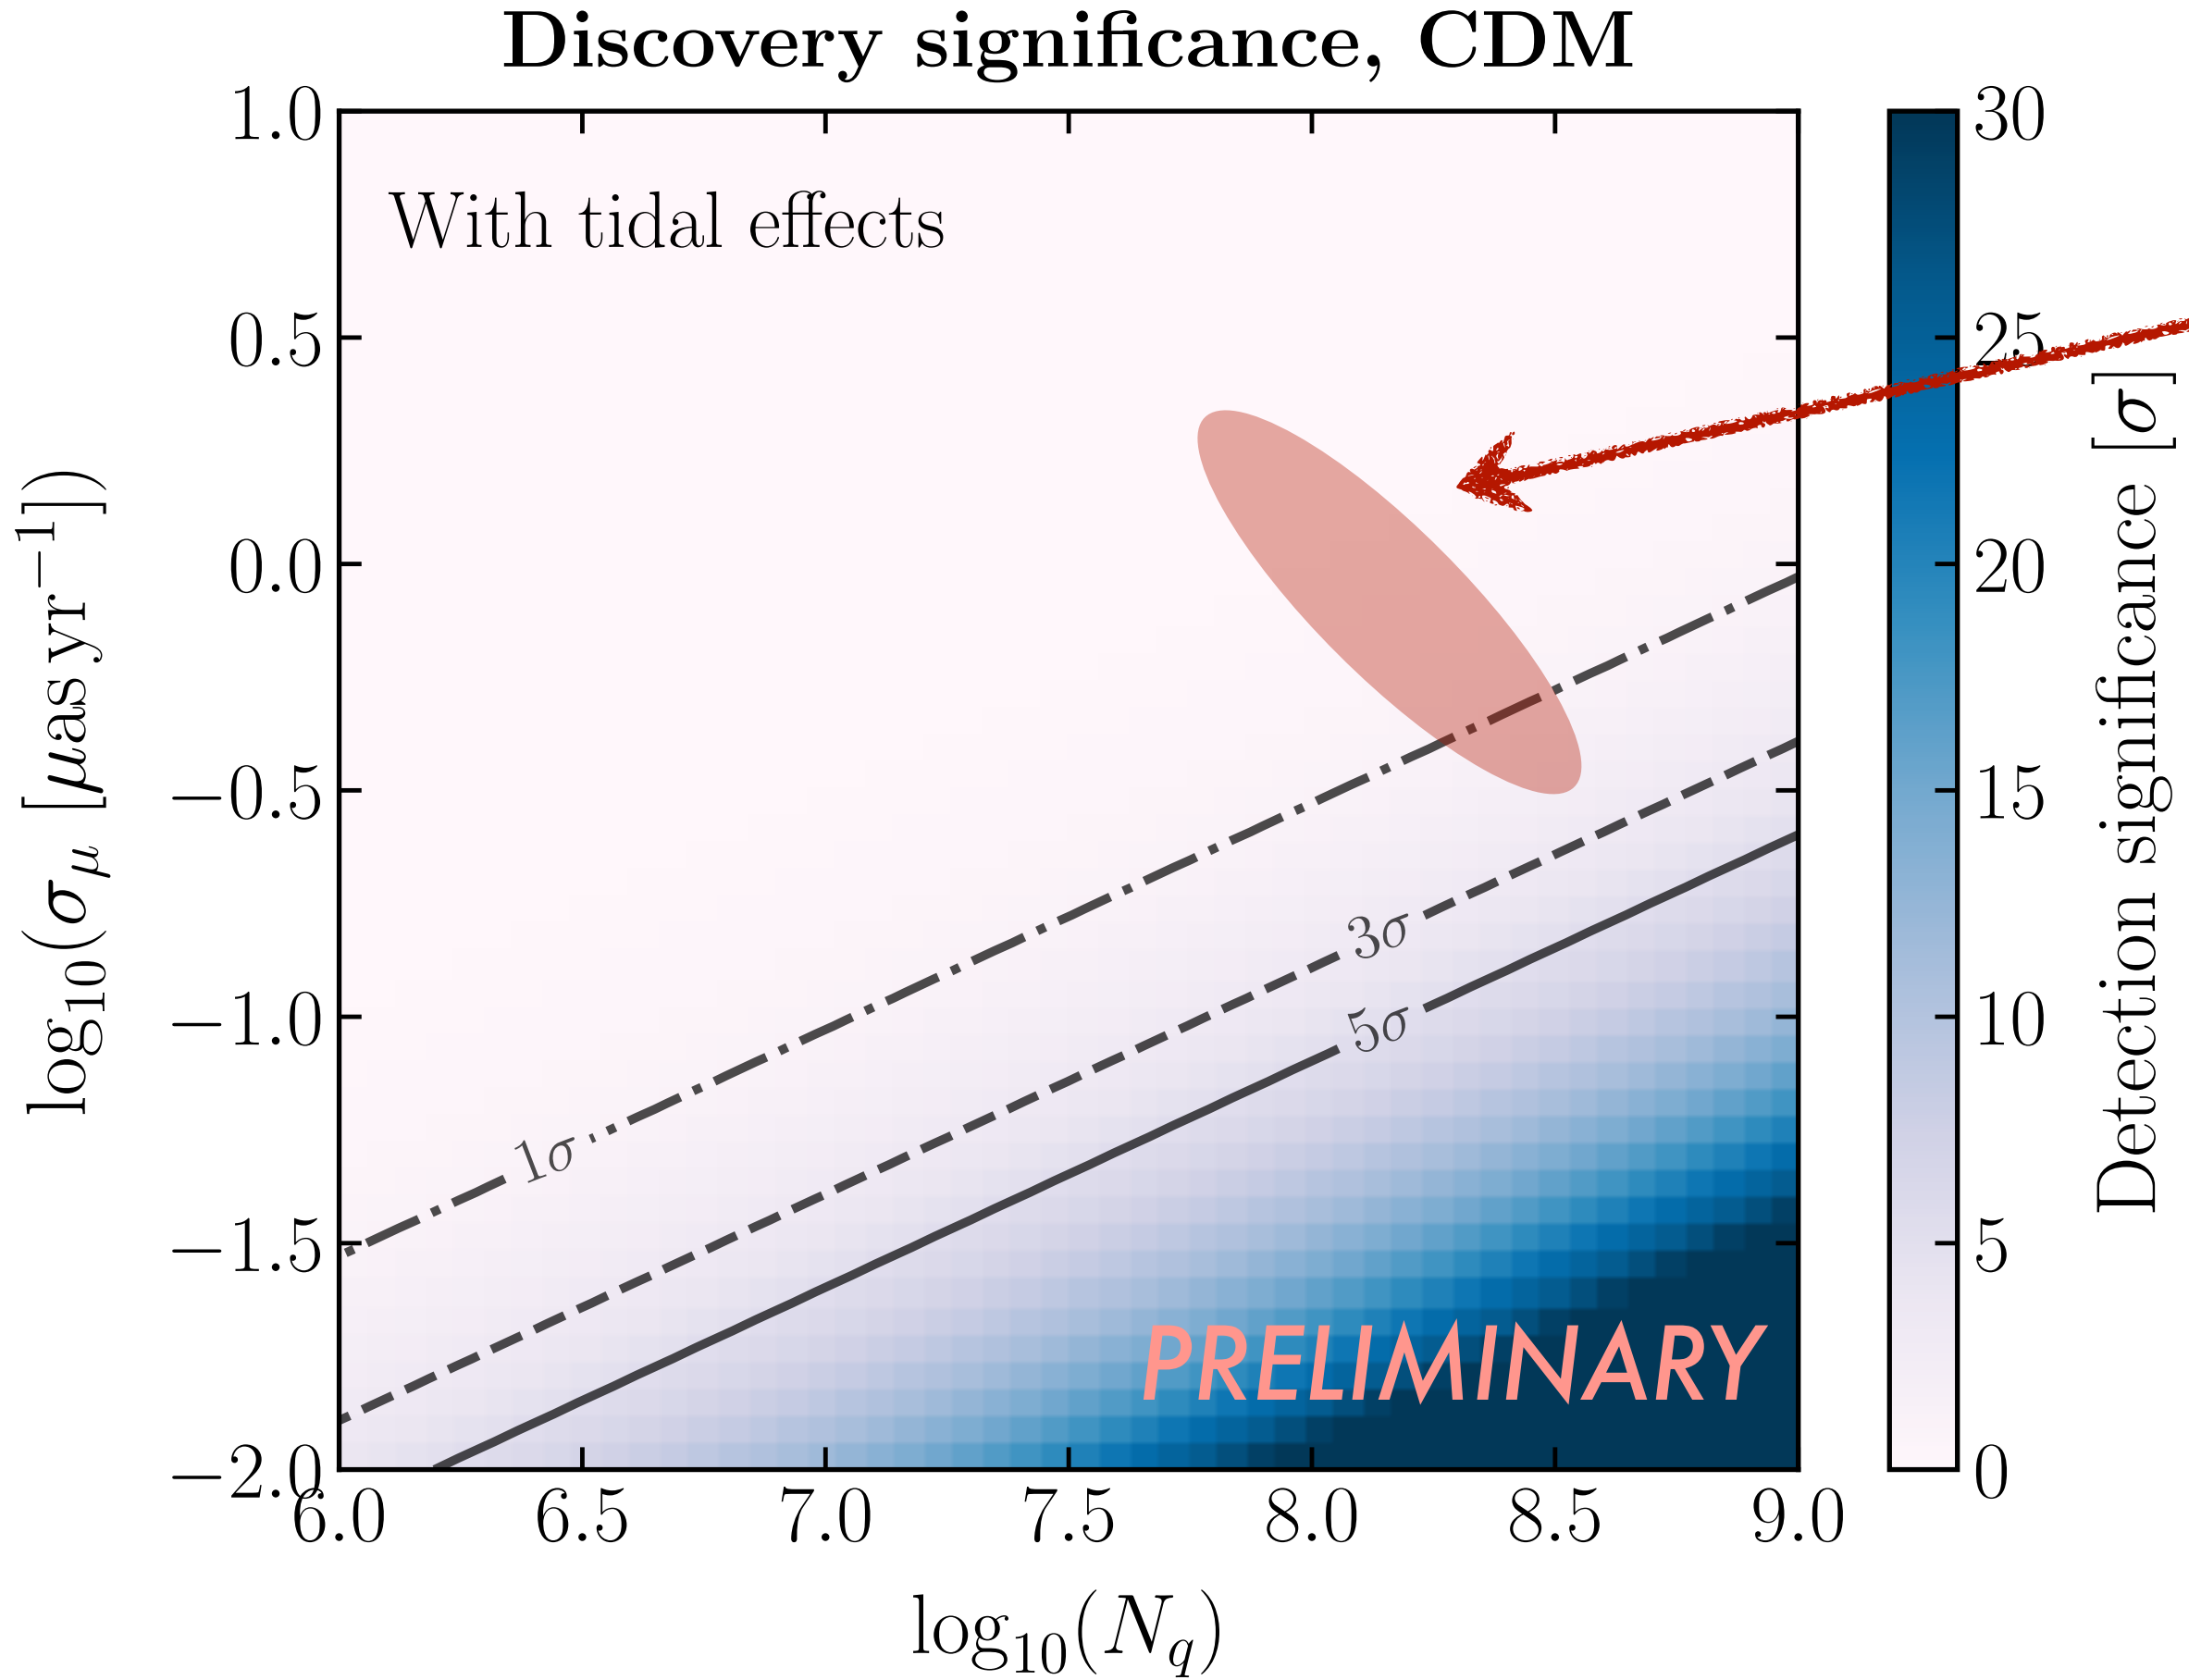 Discovery significance, CDM
With tidal effects
1.0
0.5
0.0
−0.5
−1.0
−1.5
−2.0
log₁₀(σ_μ [μas yr⁻¹])
1σ
3σ
5σ
PRELIMINARY
6.0 6.5 7.0 7.5 8.0 8.5 9.0
log₁₀(N_q)
30
25
20
15
10
5
0
Detection significance [σ]